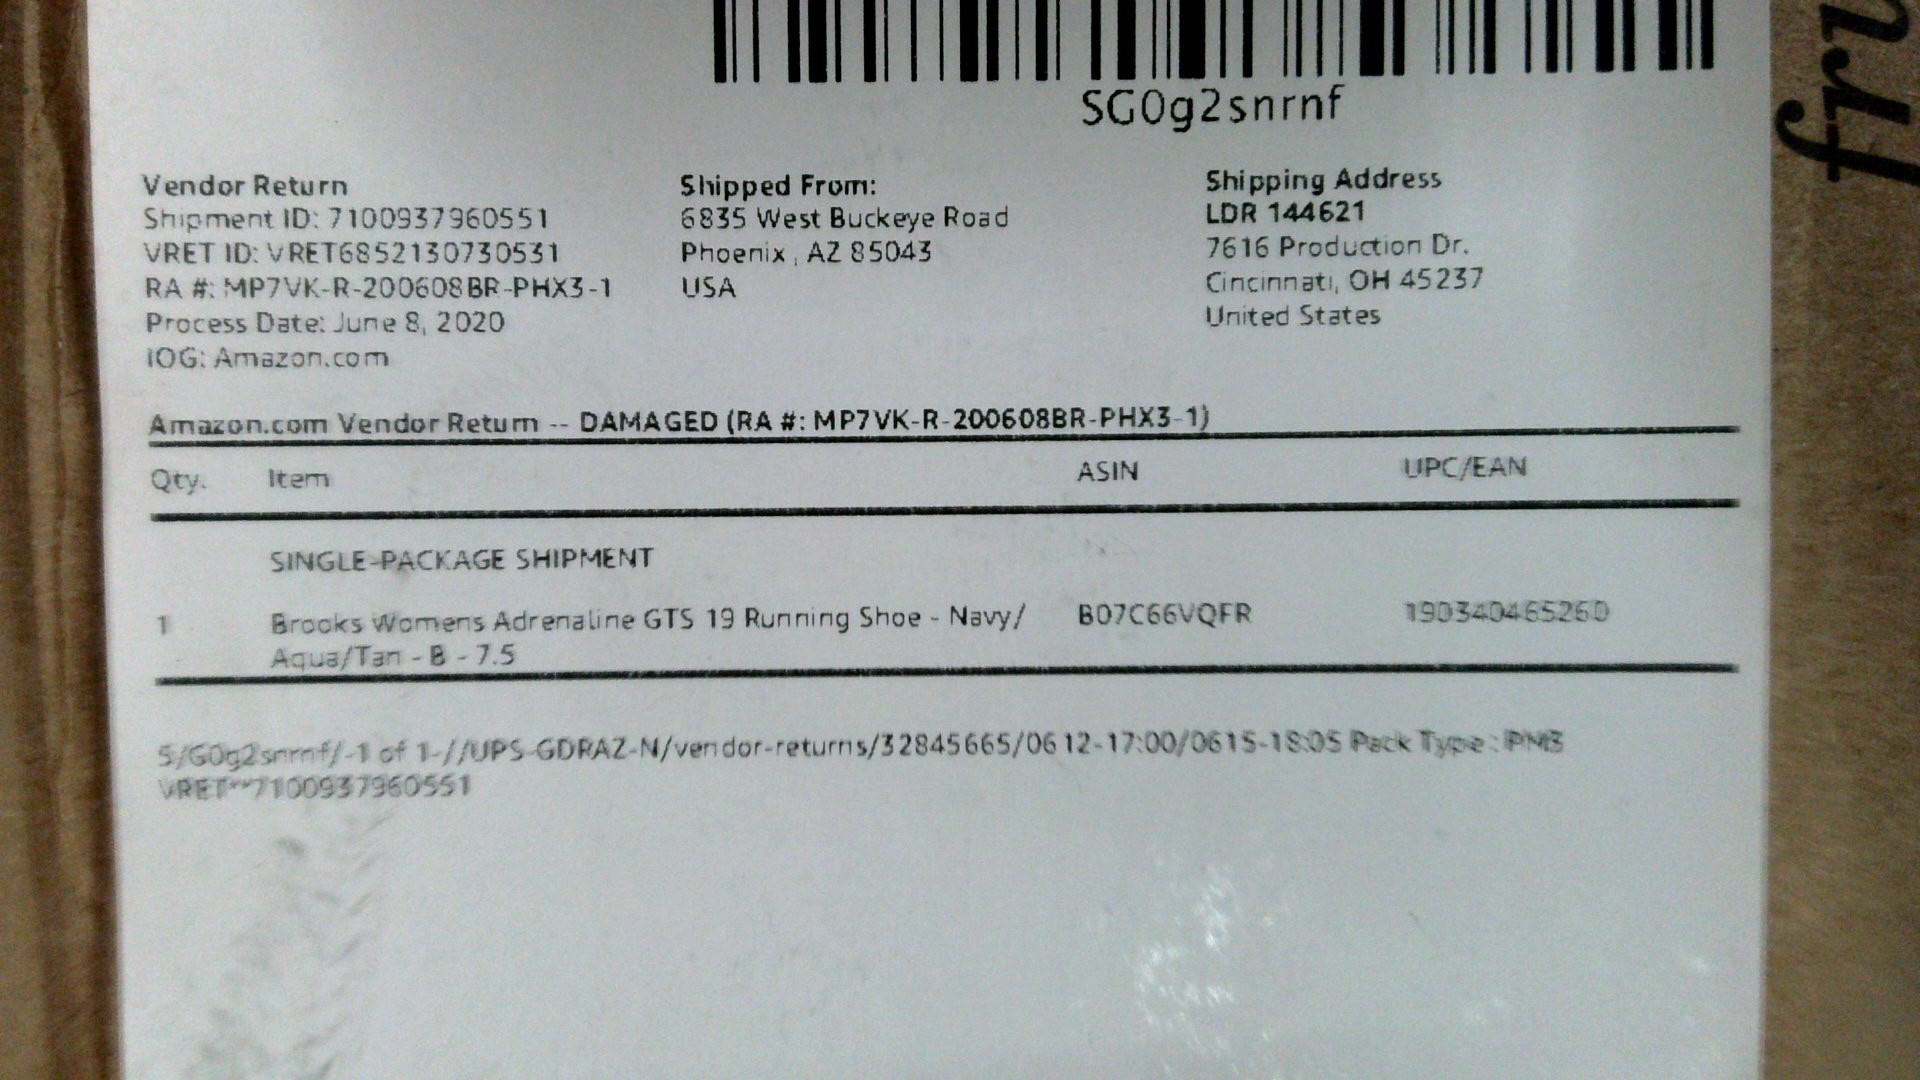 SG0g2snrnf
Vendor Return
Shipment ID: 7100937960551
VRET ID: VRET6852130730531
RA #: MP7VK-R-200608BR-PHX3-1
Process Date: June 8, 2020
IOG: Amazon.com
Shipped From:
6835 West Buckeye Road
Phoenix , AZ 85043
USA
Shipping Address
LDR 144621
7616 Production Dr.
Cincinnati, OH 45237
United States
Amazon.com Vendor Return -- DAMAGED (RA #: MP7VK-R-200608BR-PHX3-1)
Qty. Item ASIN UPC/EAN
SINGLE-PACKAGE SHIPMENT
1 Brooks Womens Adrenaline GTS 19 Running Shoe - Navy/ B07C66VQFR 190340465260
Aqua/Tan - B - 7.5
S/G0g2snrnf/-1 of 1-//UPS-GDRAZ-N/vendor-returns/32845665/0612-17:00/0615-18:05 Pack Type : PM3
VRET**7100937960551
fru